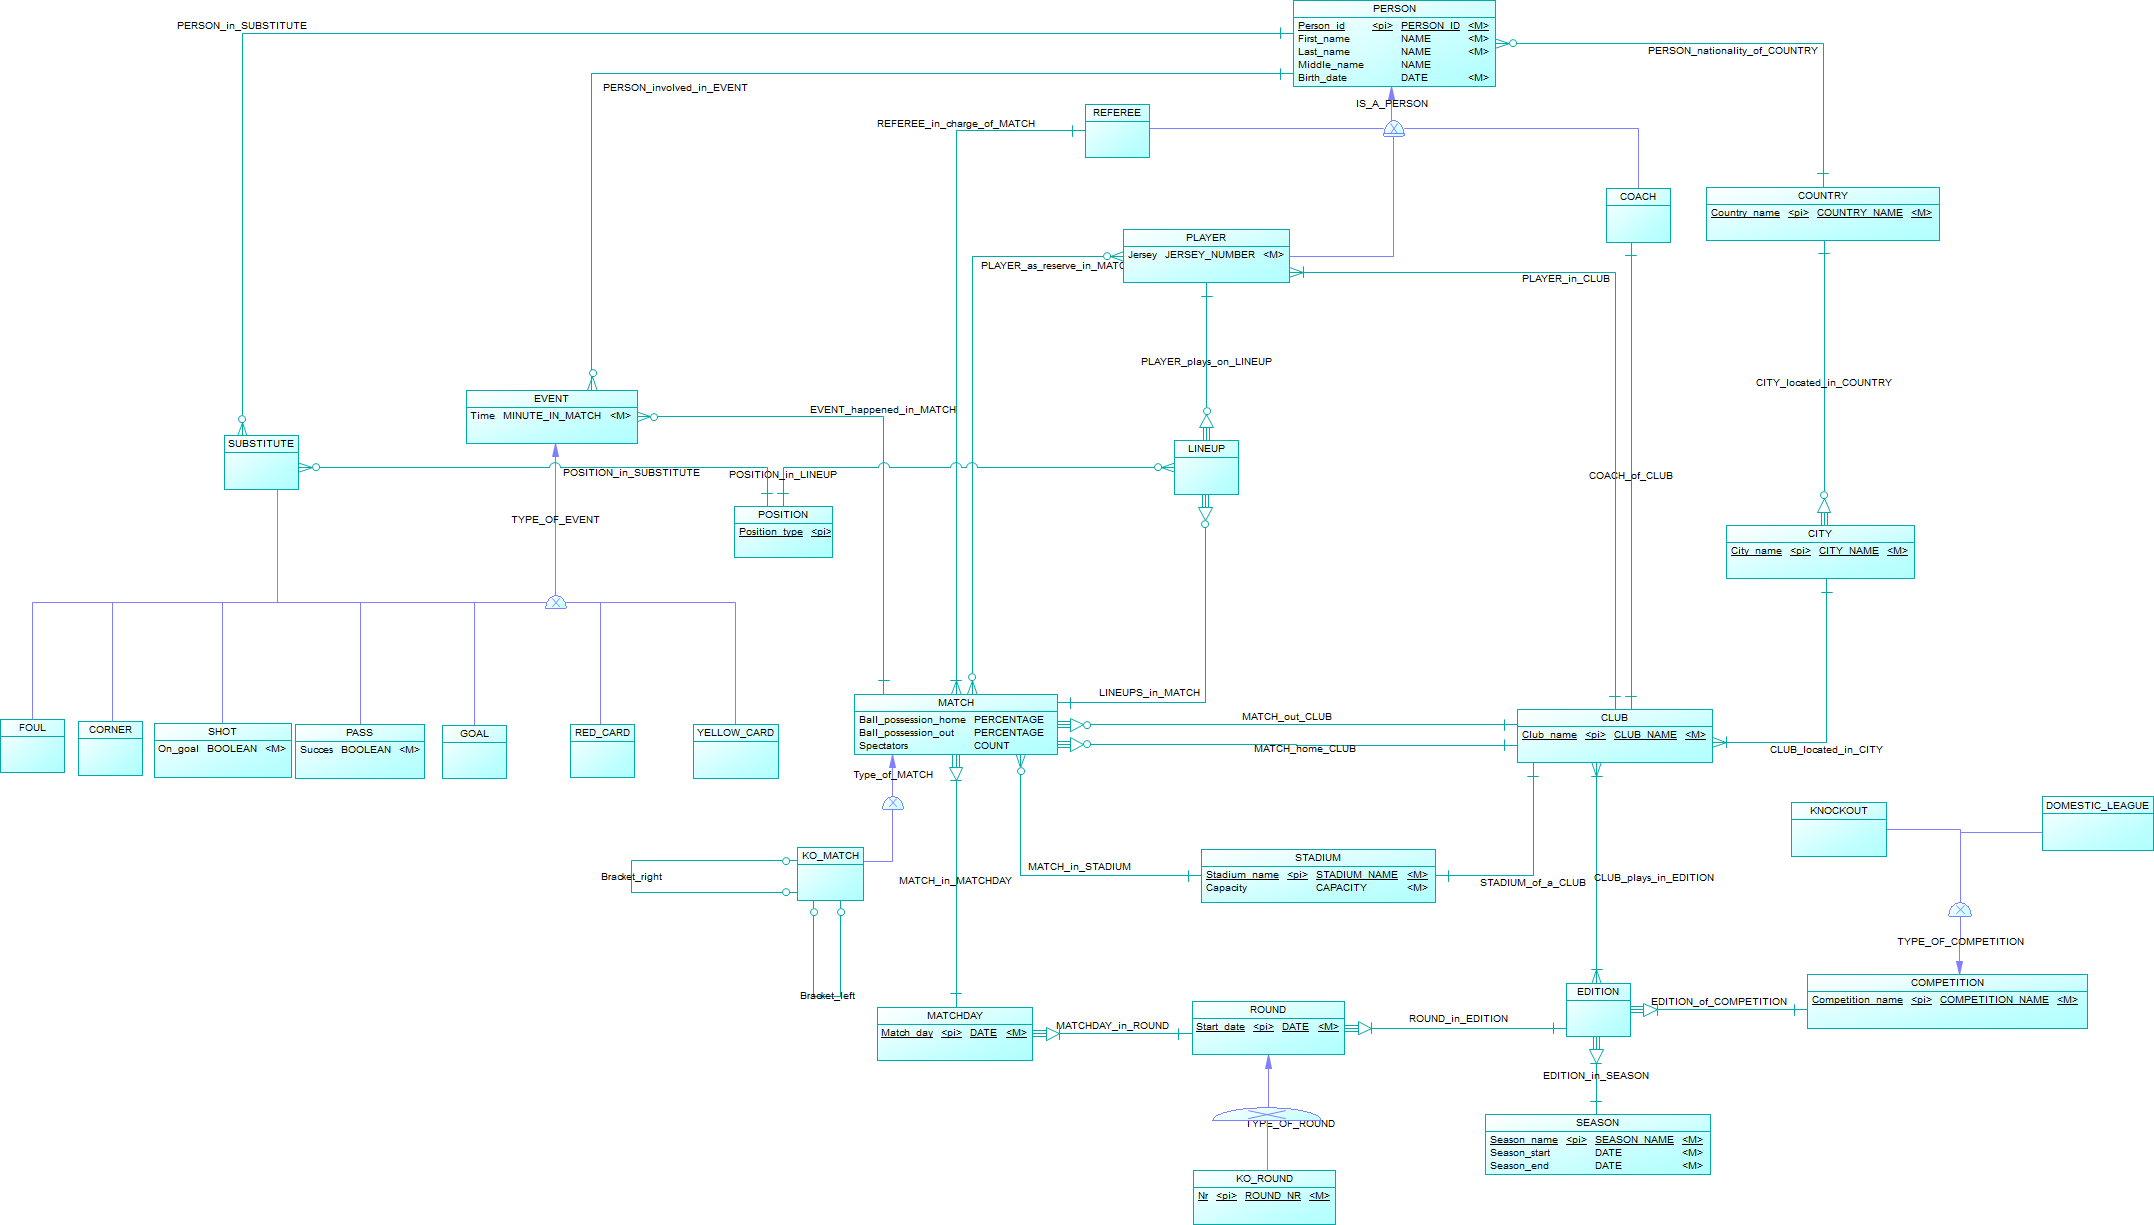 PERSON
Person_id <pi> PERSON_ID <M>
First_name NAME <M>
Last_name NAME <M>
Middle_name NAME
Birth_date DATE <M>
PERSON_in_SUBSTITUTE
PERSON_nationality_of_COUNTRY
PERSON_involved_in_EVENT
IS_A_PERSON
REFEREE
REFEREE_in_charge_of_MATCH
COACH
COUNTRY
Country_name <pi> COUNTRY_NAME <M>
PLAYER
Jersey JERSEY_NUMBER <M>
PLAYER_as_reserve_in_MATC
PLAYER_in_CLUB
PLAYER_plays_on_LINEUP
CITY_located_in_COUNTRY
EVENT
Time MINUTE_IN_MATCH <M>
EVENT_happened_in_MATCH
SUBSTITUTE
LINEUP
POSITION_in_SUBSTITUTE
POSITION_in_LINEUP
COACH_of_CLUB
TYPE_OF_EVENT
POSITION
Position_type <pi>
CITY
City_name <pi> CITY_NAME <M>
LINEUPS_in_MATCH
MATCH
Ball_possession_home PERCENTAGE
Ball_possession_out PERCENTAGE
Spectators COUNT
MATCH_out_CLUB
MATCH_home_CLUB
CLUB
Club_name <pi> CLUB_NAME <M>
CLUB_located_in_CITY
FOUL
CORNER
SHOT
On_goal BOOLEAN <M>
PASS
Succes BOOLEAN <M>
GOAL
RED_CARD
YELLOW_CARD
Type_of_MATCH
KNOCKOUT
DOMESTIC_LEAGUE
KO_MATCH
Bracket_right
Bracket_left
MATCH_in_MATCHDAY
MATCH_in_STADIUM
STADIUM
Stadium_name <pi> STADIUM_NAME <M>
Capacity CAPACITY <M>
STADIUM_of_a_CLUB
CLUB_plays_in_EDITION
TYPE_OF_COMPETITION
COMPETITION
Competition_name <pi> COMPETITION_NAME <M>
EDITION
EDITION_of_COMPETITION
MATCHDAY
Match_day <pi> DATE <M>
MATCHDAY_in_ROUND
ROUND
Start_date <pi> DATE <M>
ROUND_in_EDITION
EDITION_in_SEASON
TYPE_OF_ROUND
SEASON
Season_name <pi> SEASON_NAME <M>
Season_start DATE <M>
Season_end DATE <M>
KO_ROUND
Nr <pi> ROUND_NR <M>